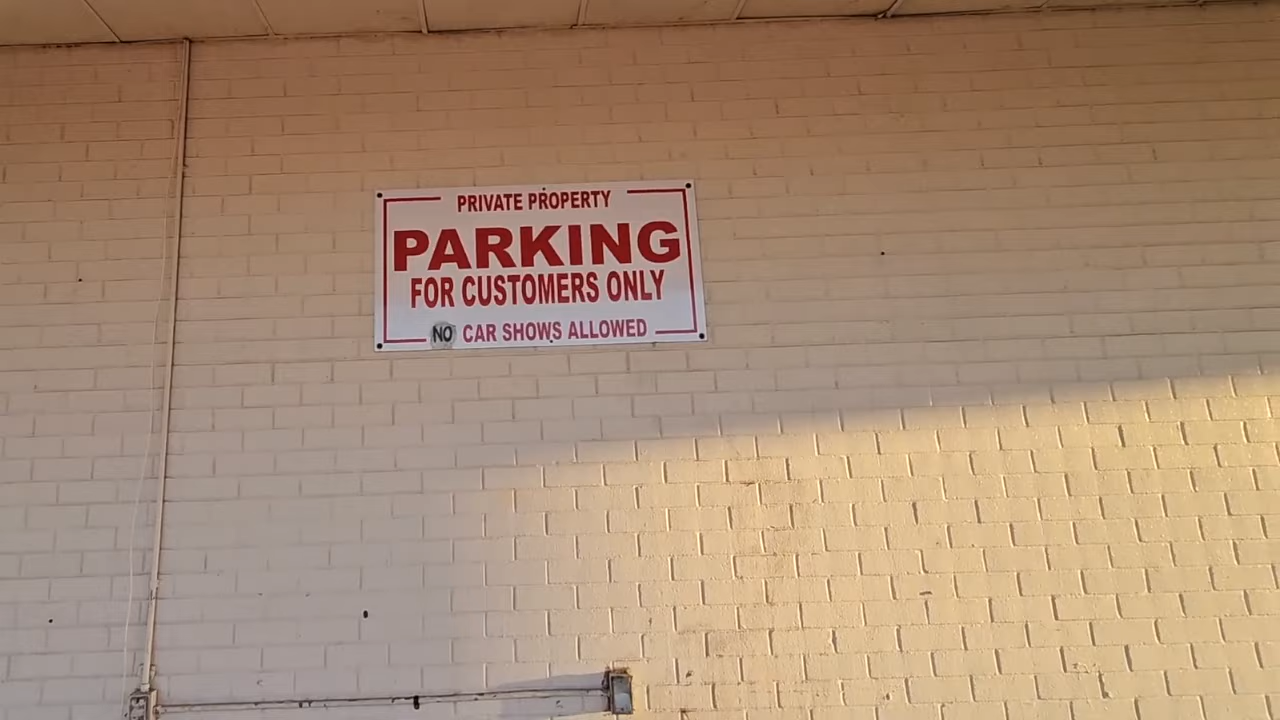 PRIVATE PROPERTY
PARKING
FOR CUSTOMERS ONLY
NO CAR SHOWS ALLOWED